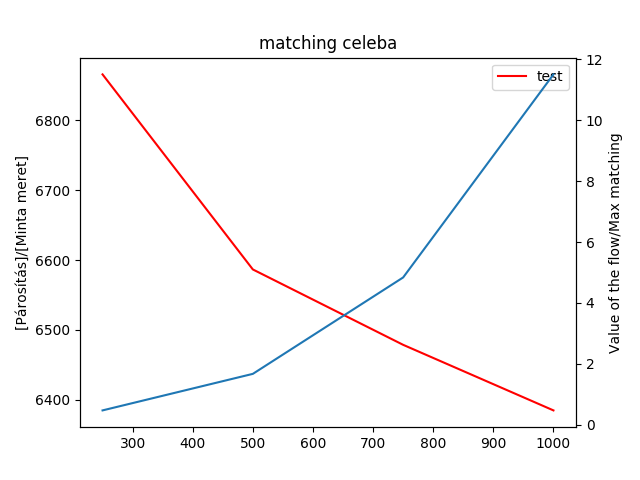 matching celeba
test
[Párosítás]/[Minta meret]
6800
6700
6600
6500
6400
12
10
8
6
4
2
0
Value of the flow/Max matching
300 400 500 600 700 800 900 1000